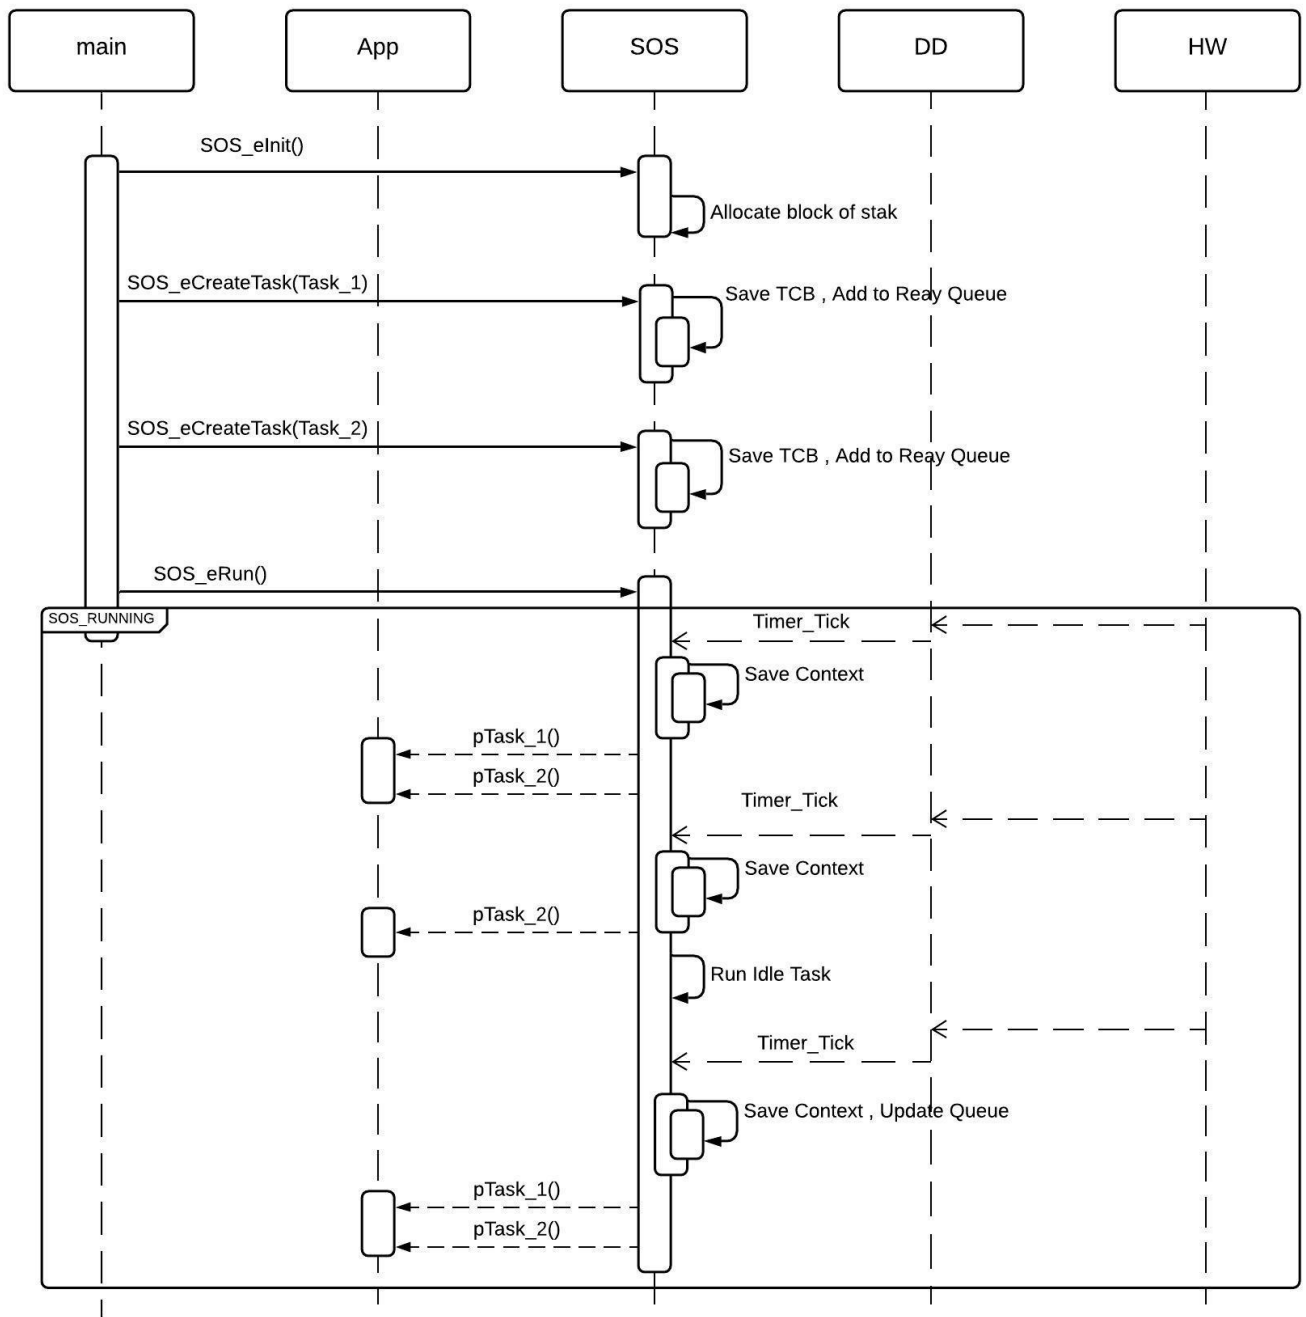 main
App
SOS
DD
HW
SOS_eInit()
Allocate block of stak
SOS_eCreateTask(Task_1)
Save TCB , Add to Reay Queue
SOS_eCreateTask(Task_2)
Save TCB , Add to Reay Queue
SOS_eRun()
SOS_RUNNING
Timer_Tick
Save Context
pTask_1()
pTask_2()
Timer_Tick
Save Context
pTask_2()
Run Idle Task
Timer_Tick
Save Context , Update Queue
pTask_1()
pTask_2()